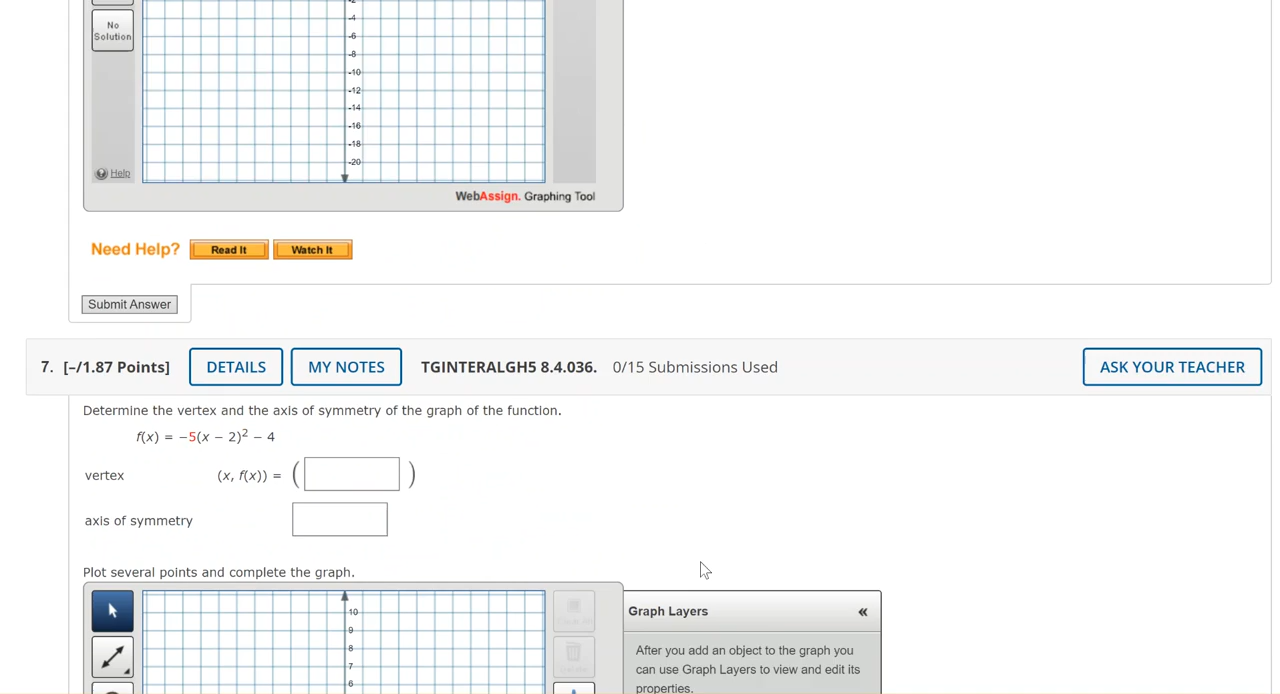 -2
-4
No
Solution
-6
-8
-10
-12
-14
-16
-18
-20
Help
WebAssign. Graphing Tool
Need Help? Read It Watch It
Submit Answer
7. [–/1.87 Points] DETAILS MY NOTES TGINTERALGH5 8.4.036. 0/15 Submissions Used ASK YOUR TEACHER
Determine the vertex and the axis of symmetry of the graph of the function.
f(x) = −5(x − 2)² − 4
vertex (x, f(x)) = ( )
axis of symmetry
Plot several points and complete the graph.
10
9
8
7
6
Graph Layers «
After you add an object to the graph you
can use Graph Layers to view and edit its
properties.